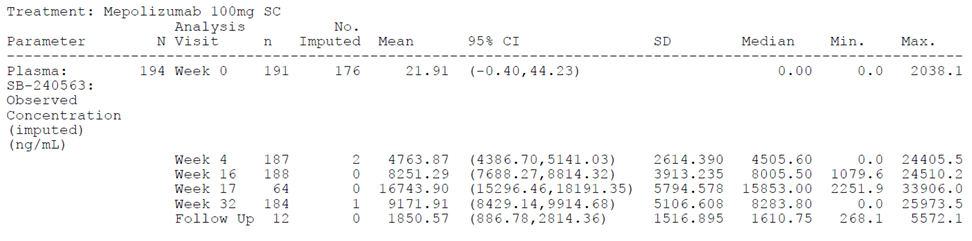 Treatment: Mepolizumab 100mg SC
Analysis No.
Parameter N Visit n Imputed Mean 95% CI SD Median Min. Max.
Plasma: 194 Week 0 191 176 21.91 (-0.40,44.23) 0.00 0.0 2038.1
SB-240563:
Observed
Concentration
(imputed)
(ng/mL)
Week 4 187 2 4763.87 (4386.70,5141.03) 2614.390 4505.60 0.0 24405.5
Week 16 188 0 8251.29 (7688.27,8814.32) 3913.235 8005.50 1079.6 24510.2
Week 17 64 0 16743.90 (15296.46,18191.35) 5794.578 15853.00 2251.9 33906.0
Week 32 184 1 9171.91 (8429.14,9914.68) 5106.608 8283.80 0.0 25973.5
Follow Up 12 0 1850.57 (886.78,2814.36) 1516.895 1610.75 268.1 5572.1